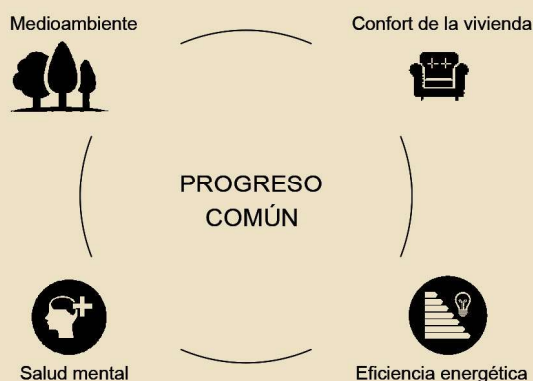 Medioambiente
Confort de la vivienda
PROGRESO
COMÚN
Salud mental
Eficiencia energética